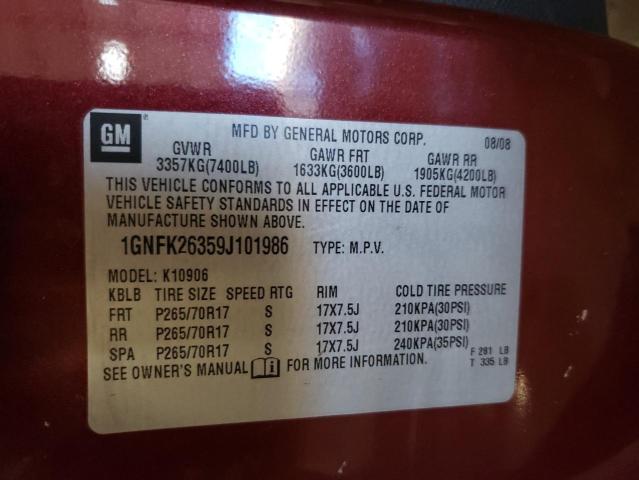 GM ® MFD BY GENERAL MOTORS CORP. 08/08
GVWR GAWR FRT GAWR RR
3357KG(7400LB) 1633KG(3600LB) 1905KG(4200LB)
THIS VEHICLE CONFORMS TO ALL APPLICABLE U.S. FEDERAL MOTOR
VEHICLE SAFETY STANDARDS IN EFFECT ON THE DATE OF
MANUFACTURE SHOWN ABOVE.
1GNFK26359J101986 TYPE: M.P.V.
MODEL: K10906
KBLB TIRE SIZE SPEED RTG RIM COLD TIRE PRESSURE
FRT P265/70R17 S 17X7.5J 210KPA(30PSI)
RR P265/70R17 S 17X7.5J 210KPA(30PSI)
SPA P265/70R17 S 17X7.5J 240KPA(35PSI)
F 281 LB
SEE OWNER'S MANUAL i FOR MORE INFORMATION. T 335 LB